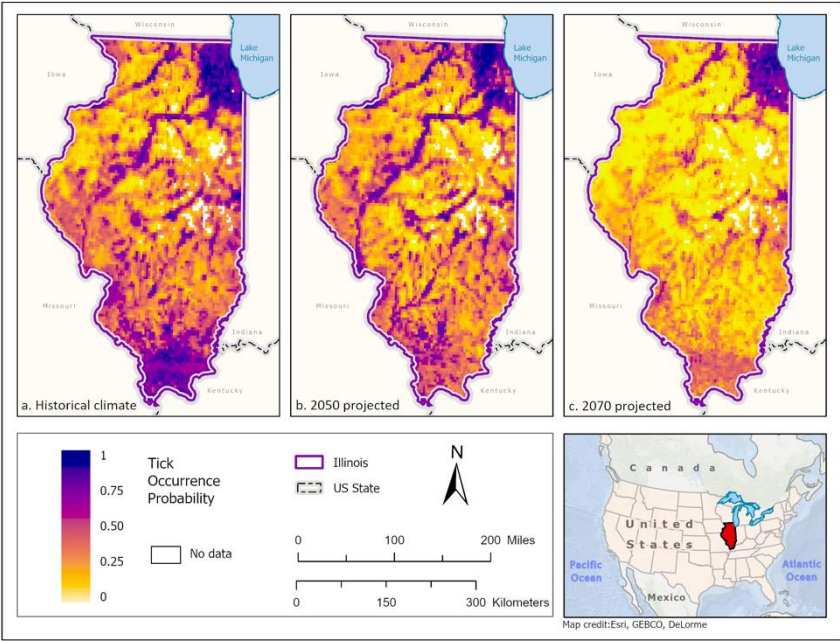 Wisconsin
Iowa
Lake
Michigan
Missouri
Indiana
Kentucky
a. Historical climate
Wisconsin
Iowa
Lake
Michigan
Missouri
Indiana
Kentucky
b. 2050 projected
Wisconsin
Iowa
Lake
Michigan
Missouri
Indiana
Kentucky
c. 2070 projected
1
0.75
0.50
0.25
0
Tick
Occurrence
Probability
No data
Illinois
US State
N
0 100 200 Miles
0 150 300 Kilometers
Canada
United
States
Pacific
Ocean
Atlantic
Ocean
Mexico
Map credit:Esri, GEBCO, DeLorme